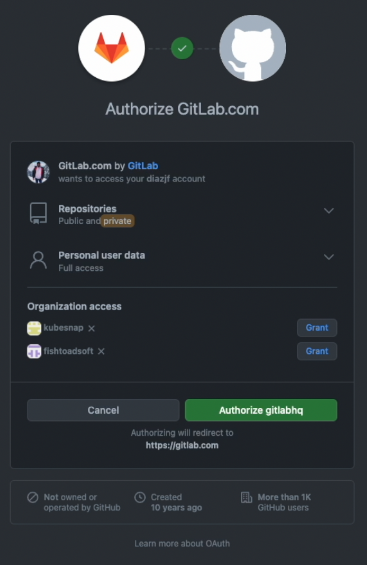 Authorize GitLab.com
GitLab.com by GitLab
wants to access your diazjf account
Repositories
Public and private
Personal user data
Full access
Organization access
kubesnap
Grant
fishtoadsoft
Grant
Cancel
Authorize gitlabhq
Authorizing will redirect to
https://gitlab.com
Not owned or
operated by GitHub
Created
10 years ago
More than 1K
GitHub users
Learn more about OAuth